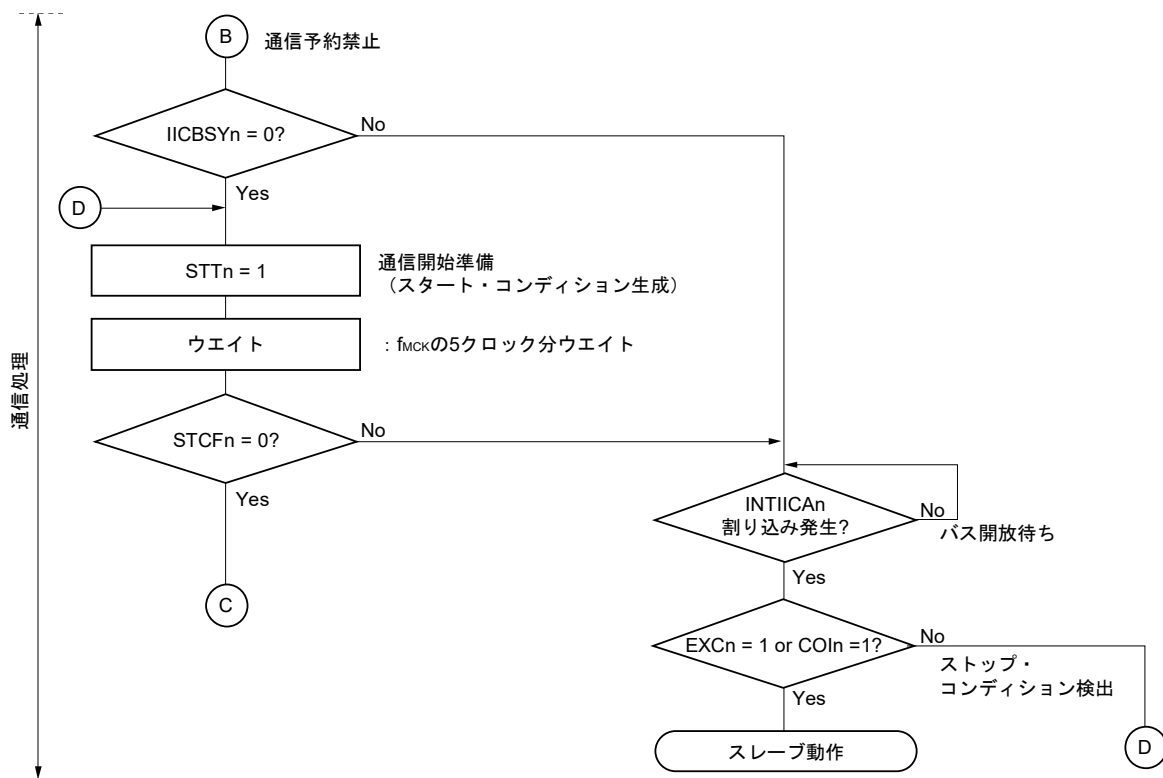 B
通信予約禁止
IICBSYn = 0?
No
Yes
D
STTn = 1
通信開始準備
（スタート・コンディション生成）
ウエイト
：fMCKの5クロック分ウエイト
通信処理
STCFn = 0?
No
Yes
INTIICAn
割り込み発生?
No
バス開放待ち
Yes
C
EXCn = 1 or COIn =1?
No
ストップ・
コンディション検出
Yes
スレーブ動作
D